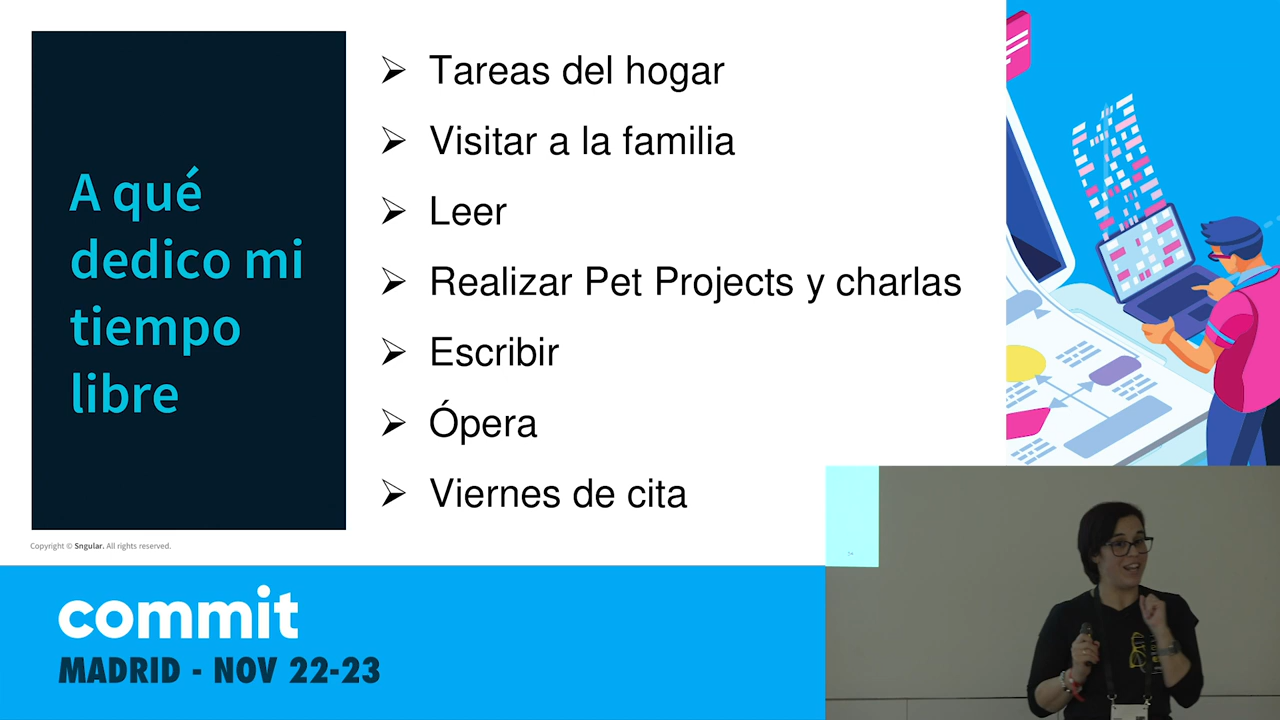 A qué
dedico mi
tiempo
libre
Tareas del hogar
Visitar a la familia
Leer
Realizar Pet Projects y charlas
Escribir
Ópera
Viernes de cita
Copyright © Sngular. All rights reserved.
commit
MADRID - NOV 22-23